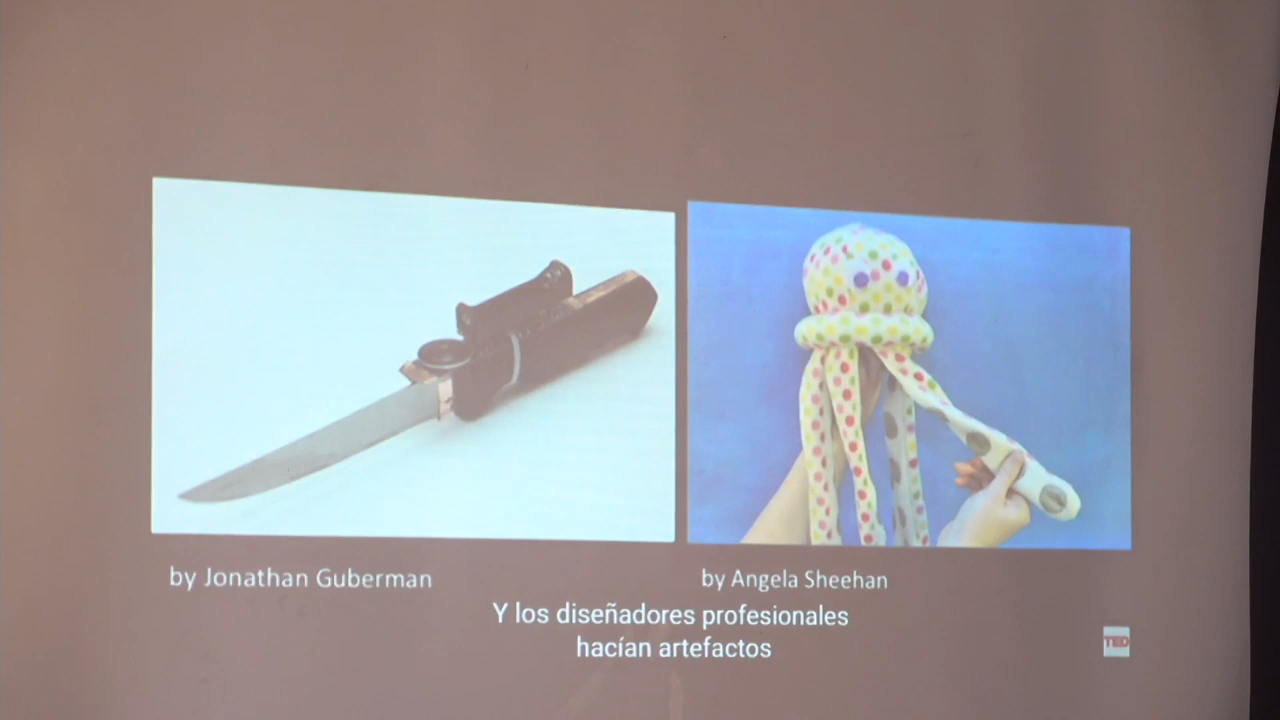 by Jonathan Guberman
by Angela Sheehan
Y los diseñadores profesionales
hacían artefactos
TED